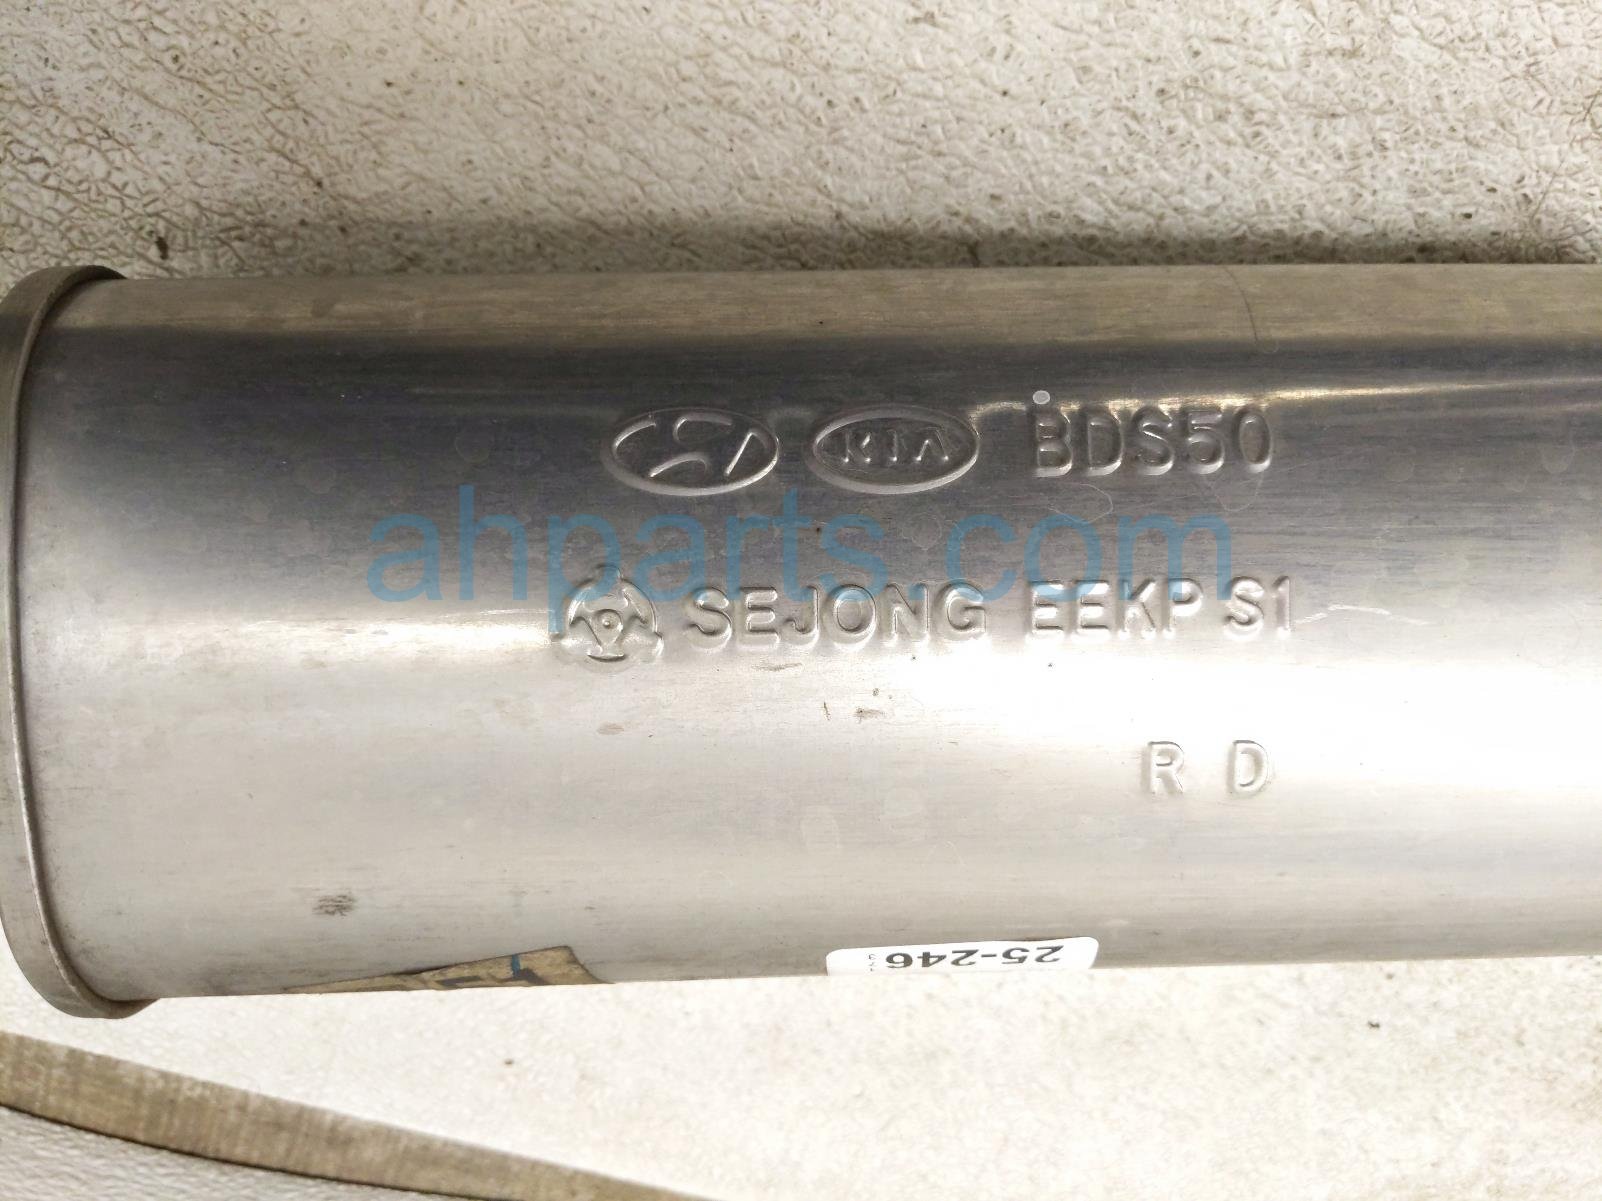 KIA BDS50
ahparts.com
SEJONG EEKP S1
R D
25-246